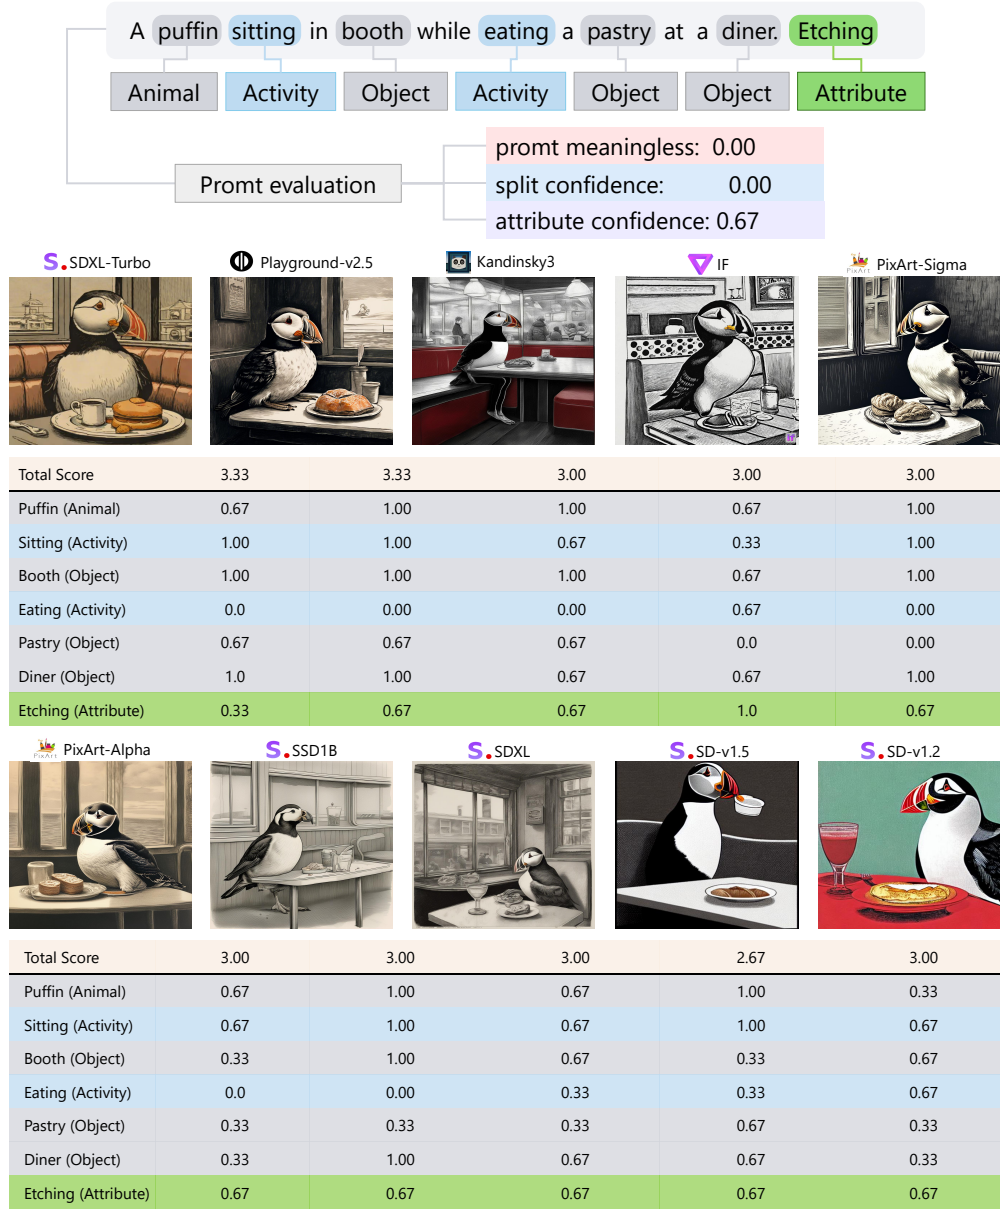 A puffin sitting in booth while eating a pastry at a diner. Etching
Animal Activity Object Activity Object Object Attribute
Promt evaluation
promt meaningless: 0.00
split confidence: 0.00
attribute confidence: 0.67
S. SDXL-Turbo Playground-v2.5 Kandinsky3 IF PixArt PixArt-Sigma
IF
Total Score 3.33 3.33 3.00 3.00 3.00
Puffin (Animal) 0.67 1.00 1.00 0.67 1.00
Sitting (Activity) 1.00 1.00 0.67 0.33 1.00
Booth (Object) 1.00 1.00 1.00 0.67 1.00
Eating (Activity) 0.0 0.00 0.00 0.67 0.00
Pastry (Object) 0.67 0.67 0.67 0.0 0.00
Diner (Object) 1.0 1.00 0.67 0.67 1.00
Etching (Attribute) 0.33 0.67 0.67 1.0 0.67
PixArt PixArt-Alpha S. SSD1B S. SDXL S. SD-v1.5 S. SD-v1.2
Total Score 3.00 3.00 3.00 2.67 3.00
Puffin (Animal) 0.67 1.00 0.67 1.00 0.33
Sitting (Activity) 0.67 1.00 0.67 1.00 0.67
Booth (Object) 0.33 1.00 0.67 0.33 0.67
Eating (Activity) 0.0 0.00 0.33 0.33 0.67
Pastry (Object) 0.33 0.33 0.33 0.67 0.33
Diner (Object) 0.33 1.00 0.67 0.67 0.33
Etching (Attribute) 0.67 0.67 0.67 0.67 0.67